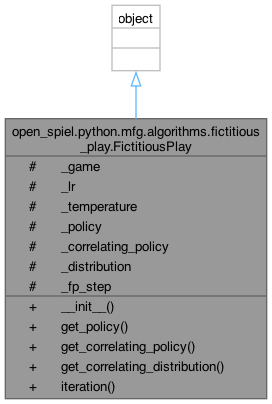 object
open_spiel.python.mfg.algorithms.fictitious
_play.FictitiousPlay
# _game
# _lr
# _temperature
# _policy
# _correlating_policy
# _distribution
# _fp_step
+ __init__()
+ get_policy()
+ get_correlating_policy()
+ get_correlating_distribution()
+ iteration()